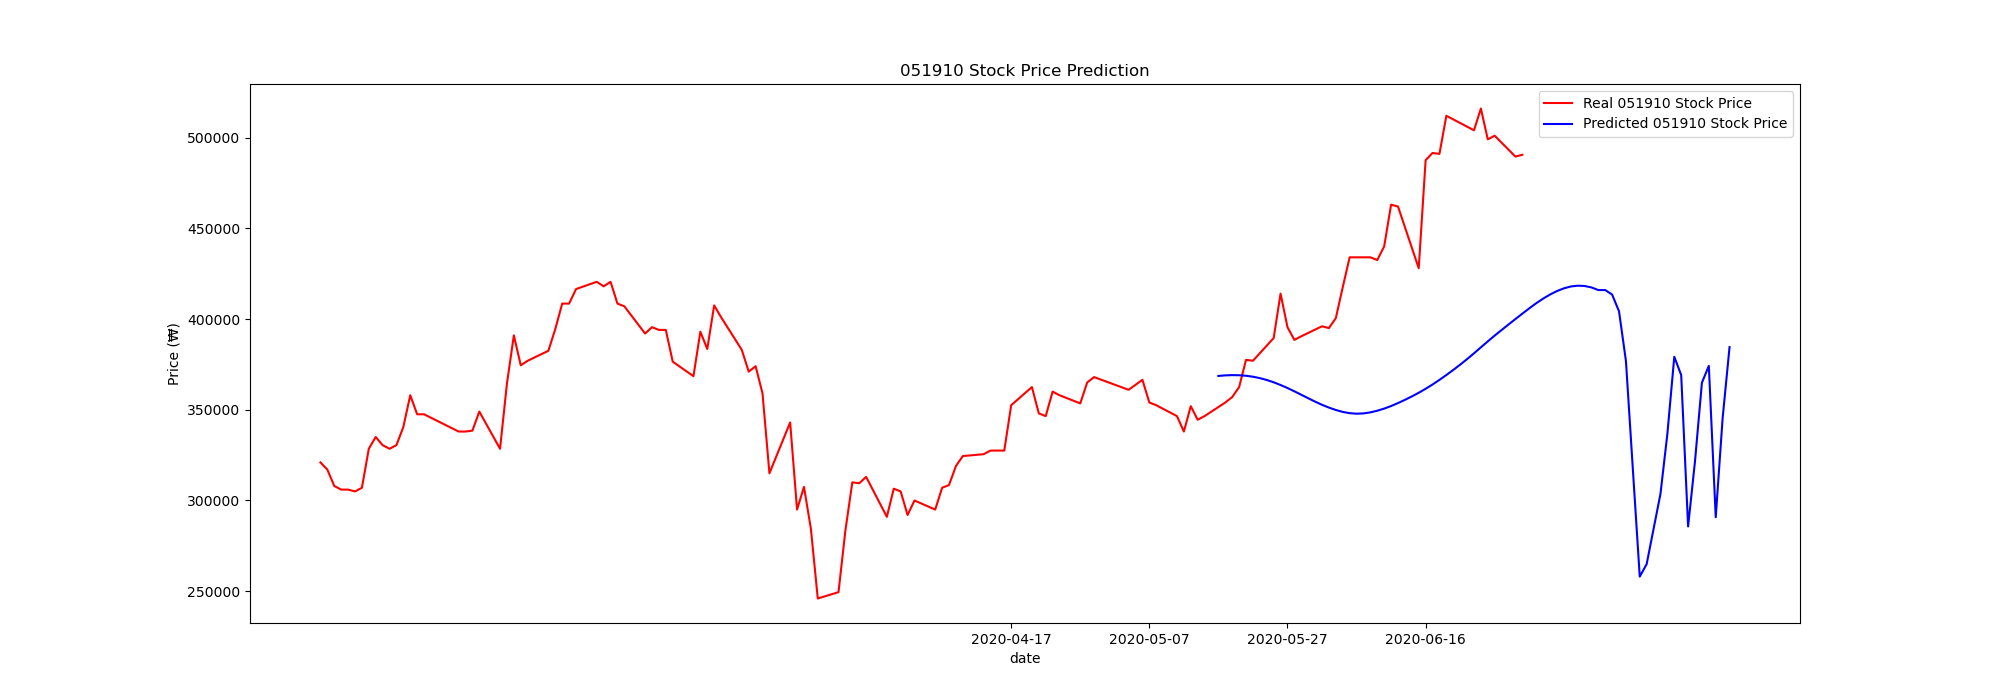 051910 Stock Price Prediction
Real 051910 Stock Price
Predicted 051910 Stock Price
500000
450000
400000
350000
300000
250000
Price (₩)
2020-04-17 2020-05-07 2020-05-27 2020-06-16
date